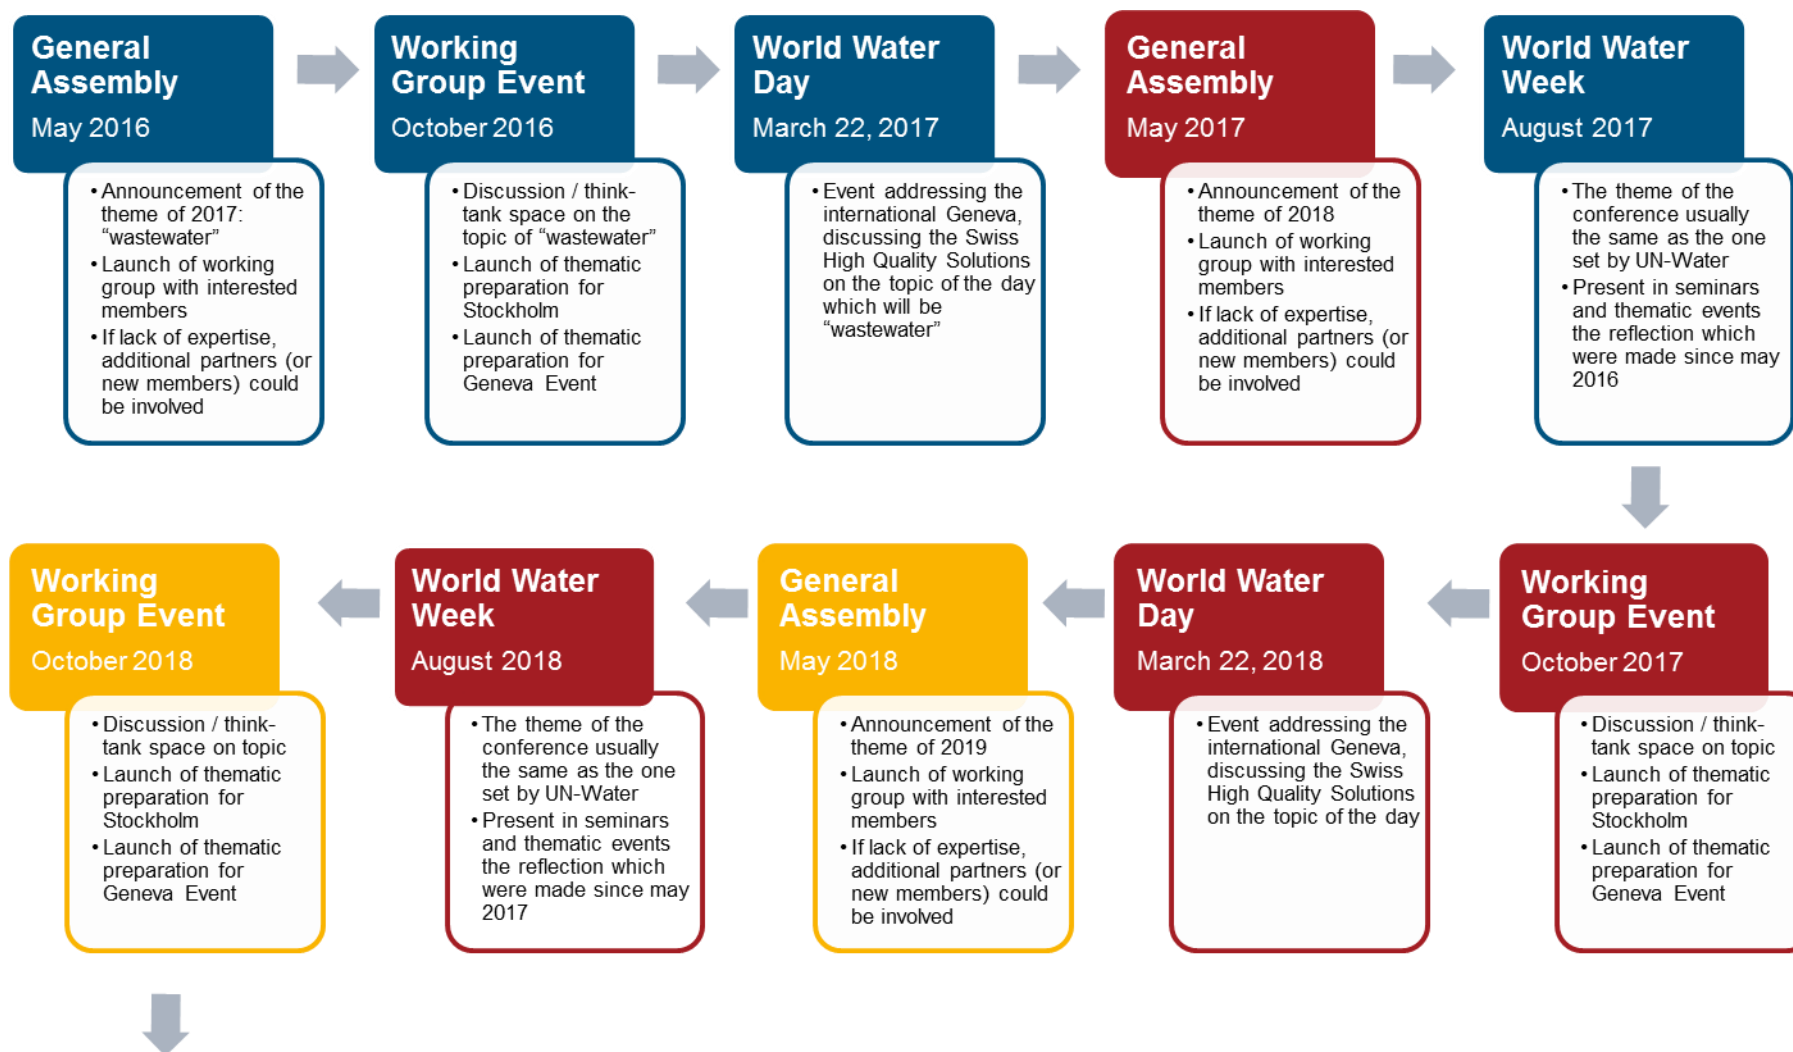 General
Assembly
May 2016
• Announcement of the
theme of 2017:
“wastewater”
• Launch of working
group with interested
members
• If lack of expertise,
additional partners (or
new members) could
be involved
Working
Group Event
October 2016
• Discussion / think-
tank space on the
topic of “wastewater”
• Launch of thematic
preparation for
Stockholm
• Launch of thematic
preparation for
Geneva Event
World Water
Day
March 22, 2017
• Event addressing the
international Geneva,
discussing the Swiss
High Quality Solutions
on the topic of the day
which will be
“wastewater”
General
Assembly
May 2017
• Announcement of the
theme of 2018
• Launch of working
group with interested
members
• If lack of expertise,
additional partners (or
new members) could
be involved
World Water
Week
August 2017
• The theme of the
conference usually
the same as the one
set by UN-Water
• Present in seminars
and thematic events
the reflection which
were made since may
2016
Working
Group Event
October 2017
• Discussion / think-
tank space on topic
• Launch of thematic
preparation for
Stockholm
• Launch of thematic
preparation for
Geneva Event
World Water
Day
March 22, 2018
• Event addressing the
international Geneva,
discussing the Swiss
High Quality Solutions
on the topic of the day
General
Assembly
May 2018
• Announcement of the
theme of 2019
• Launch of working
group with interested
members
• If lack of expertise,
additional partners (or
new members) could
be involved
World Water
Week
August 2018
• The theme of the
conference usually
the same as the one
set by UN-Water
• Present in seminars
and thematic events
the reflection which
were made since may
2017
Working
Group Event
October 2018
• Discussion / think-
tank space on topic
• Launch of thematic
preparation for
Stockholm
• Launch of thematic
preparation for
Geneva Event